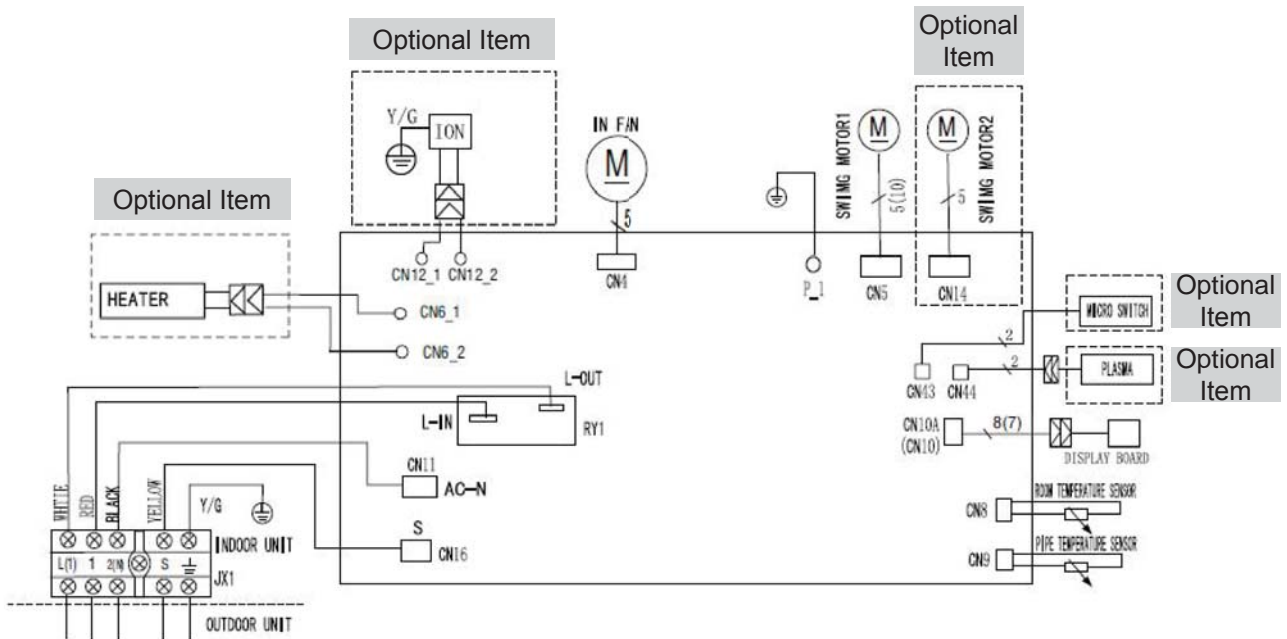 Optional Item
Optional
Item
Y/G
ION
IN FAN
M
5
SWIMG MOTOR1
M
5(10)
M
SWIMG MOTOR2
5
Optional Item
HEATER
CN12_1
CN12_2
CN4
P_1
CN5
CN14
CN6_1
CN6_2
MICRO SWITCH
Optional
Item
2
2
PLASMA
Optional
Item
CN43
CN44
L-OUT
L-IN
RY1
CN10A
(CN10)
8(7)
DISPLAY BOARD
CN11
AC-N
WHTIE
RED
BLACK
YELLOW
Y/G
ROOM TEMPERATURE SENSOR
CN8
S
CN16
INDOOR UNIT
PIPE TEMPERATURE SENSOR
CN9
L(1)
1
2(N)
S
JX1
OUTDOOR UNIT